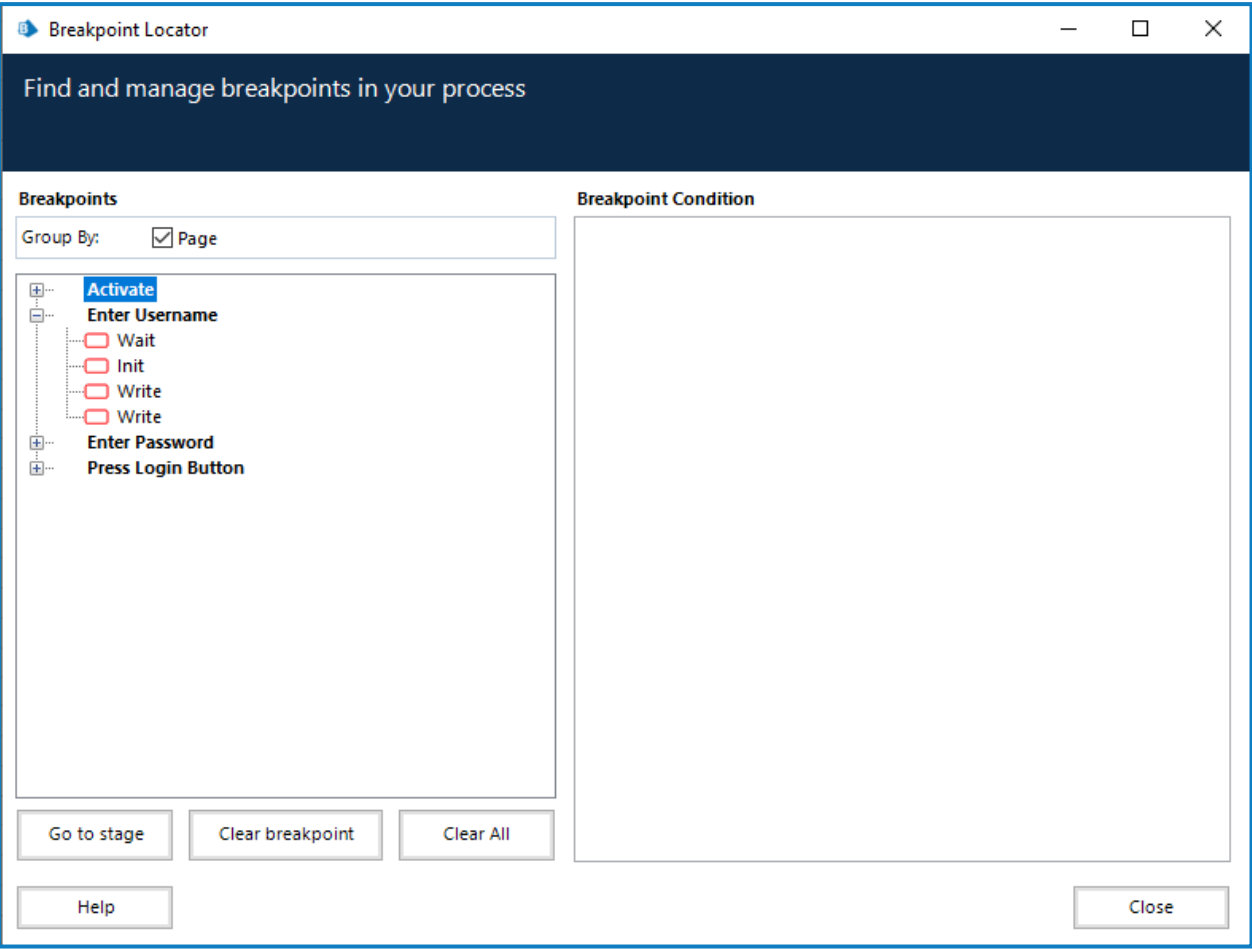 Breakpoint Locator
Find and manage breakpoints in your process
Breakpoints
Group By: Page
Activate
Enter Username
Wait
Init
Write
Write
Enter Password
Press Login Button
Go to stage Clear breakpoint Clear All
Breakpoint Condition
Help
Close